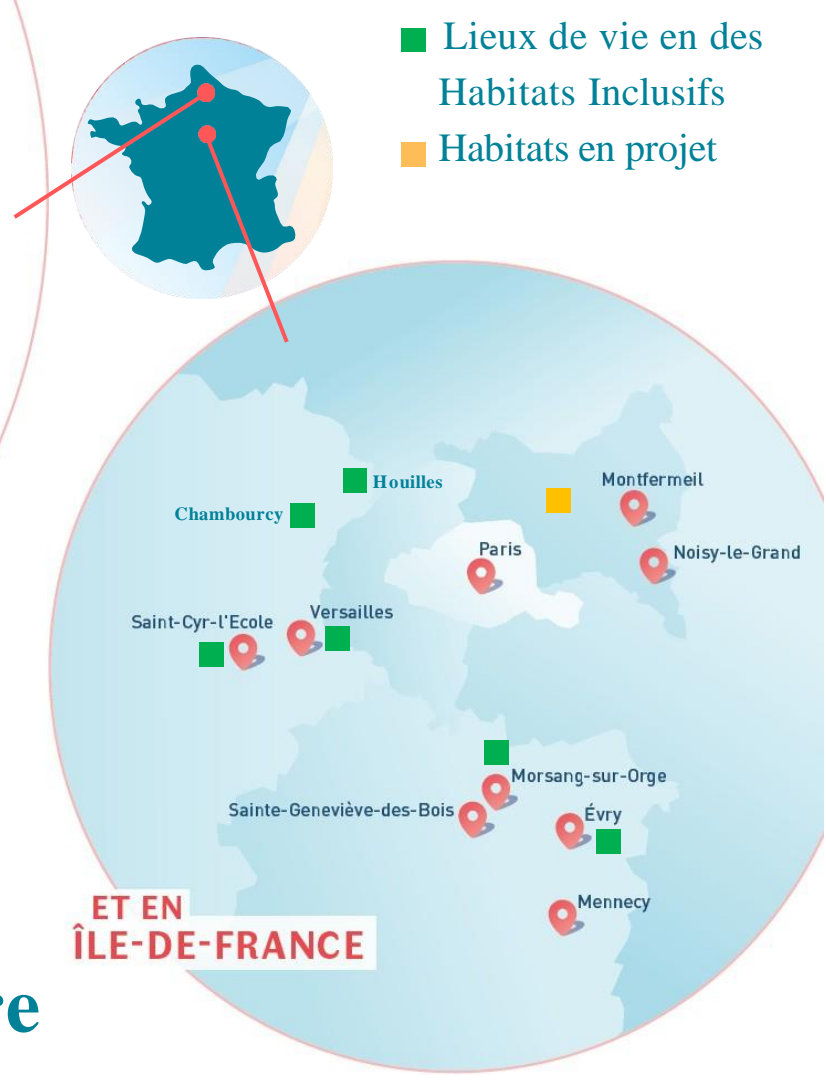 Lieux de vie en des
Habitats Inclusifs
Habitats en projet
Houilles
Chambourcy
Montfermeil
Paris
Noisy-le-Grand
Saint-Cyr-l'Ecole
Versailles
Morsang-sur-Orge
Sainte-Geneviève-des-Bois
Évry
Mennecy
ET EN
ÎLE-DE-FRANCE